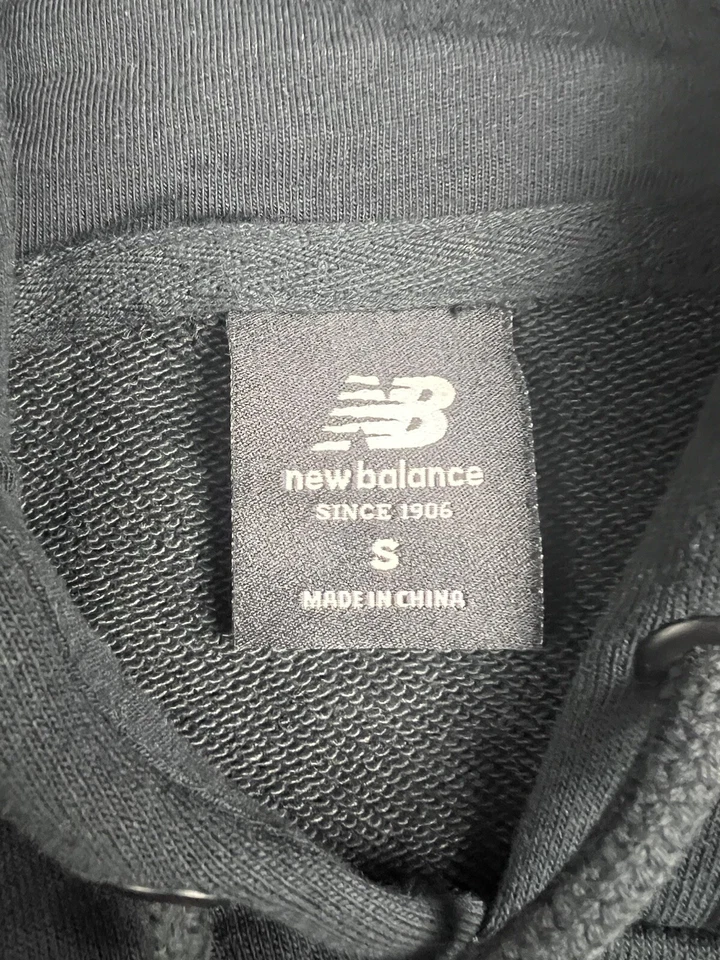 NB
new balance
SINCE 1906
S
MADE IN CHINA